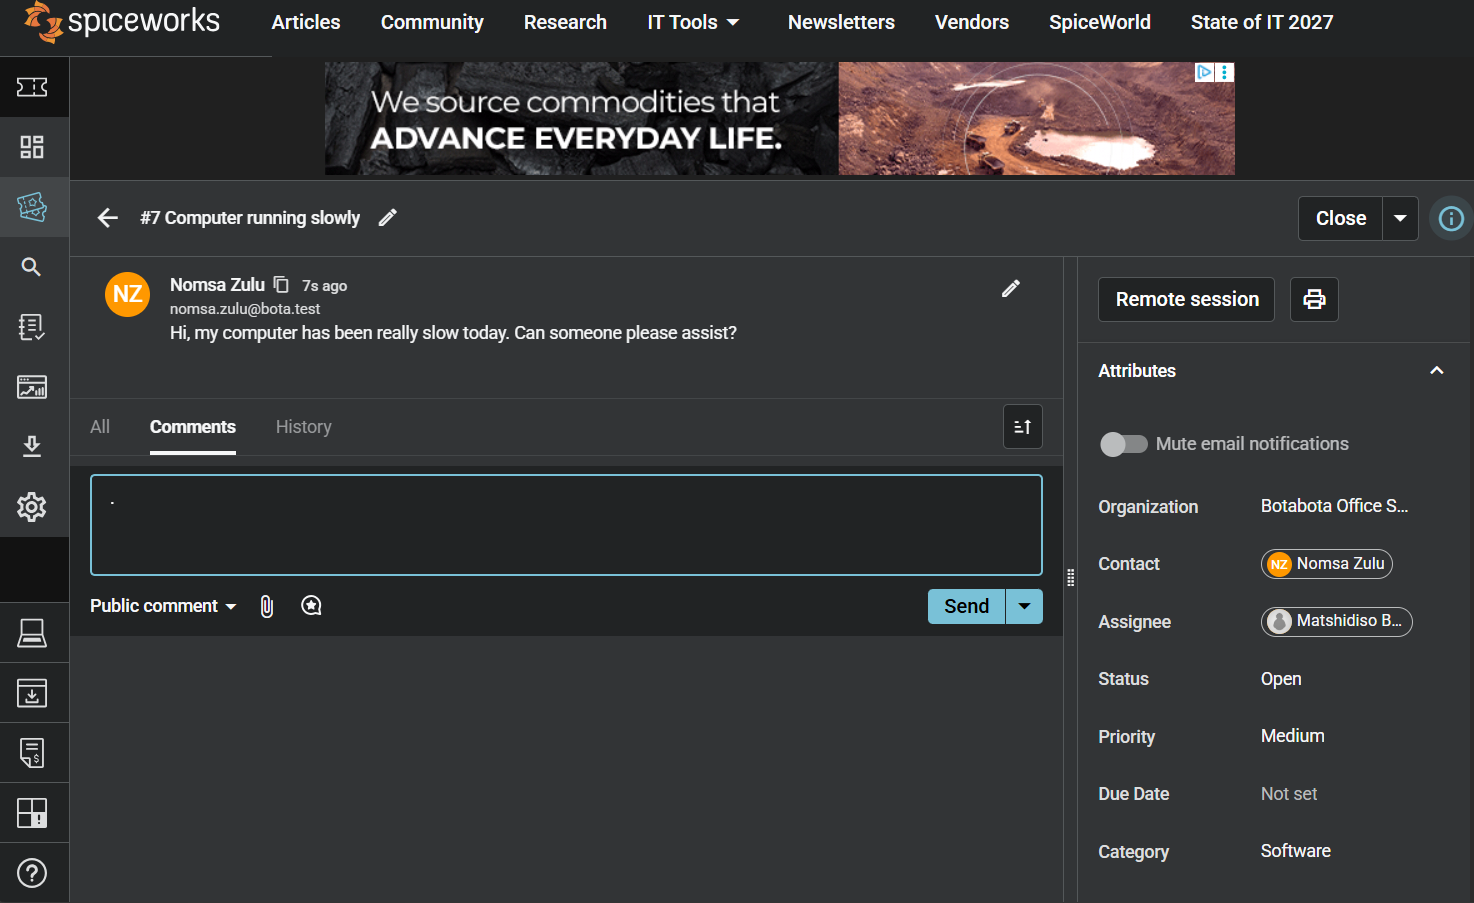 spiceworks Articles Community Research IT Tools Newsletters Vendors SpiceWorld State of IT 2027
We source commodities that
ADVANCE EVERYDAY LIFE.
#7 Computer running slowly
Close
NZ
Nomsa Zulu 7s ago
nomsa.zulu@bota.test
Hi, my computer has been really slow today. Can someone please assist?
All Comments History
.
Public comment
Send
Remote session
Attributes
Mute email notifications
Organization Botabota Office S...
Contact NZ Nomsa Zulu
Assignee Matshidiso B...
Status Open
Priority Medium
Due Date Not set
Category Software